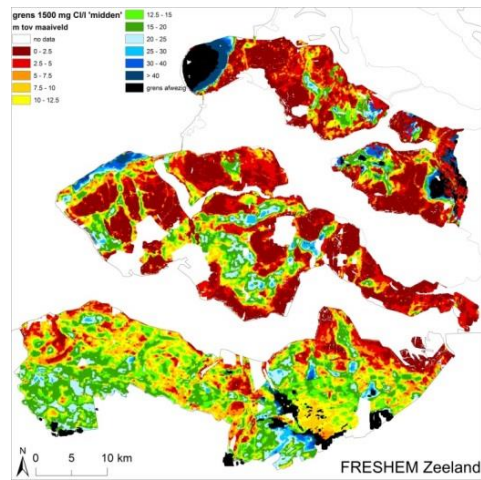 grens 1500 mg Cl/l 'midden'
m tov maaiveld
no data
0 - 2.5
2.5 - 5
5 - 7.5
7.5 - 10
10 - 12.5
12.5 - 15
15 - 20
20 - 25
25 - 30
30 - 40
> 40
grens afwezig
N
0 5 10 km
FRESHEM Zeeland